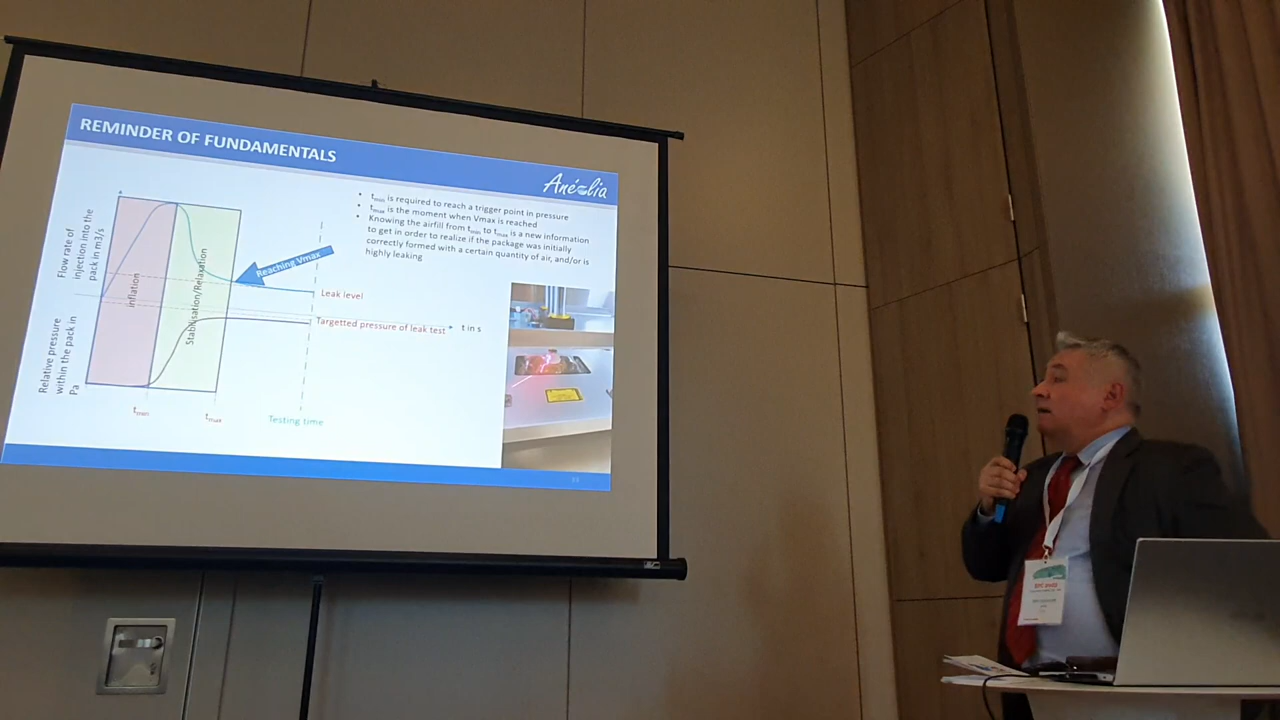 REMINDER OF FUNDAMENTALS
Anéolia
• tmin is required to reach a trigger point in pressure
• tmax is the moment when Vmax is reached
• Knowing the airfill from tmin to tmax is a new information
to get in order to realize if the package was initially
correctly formed with a certain quantity of air, and/or is
highly leaking
Flow rate of
injection into the
pack in m3/s
Inflation
Stabilisation/Relaxation
Reaching Vmax
Leak level
Targetted pressure of leak test
t in s
Relative pressure
within the pack in
Pa
tmin
tmax
Testing time